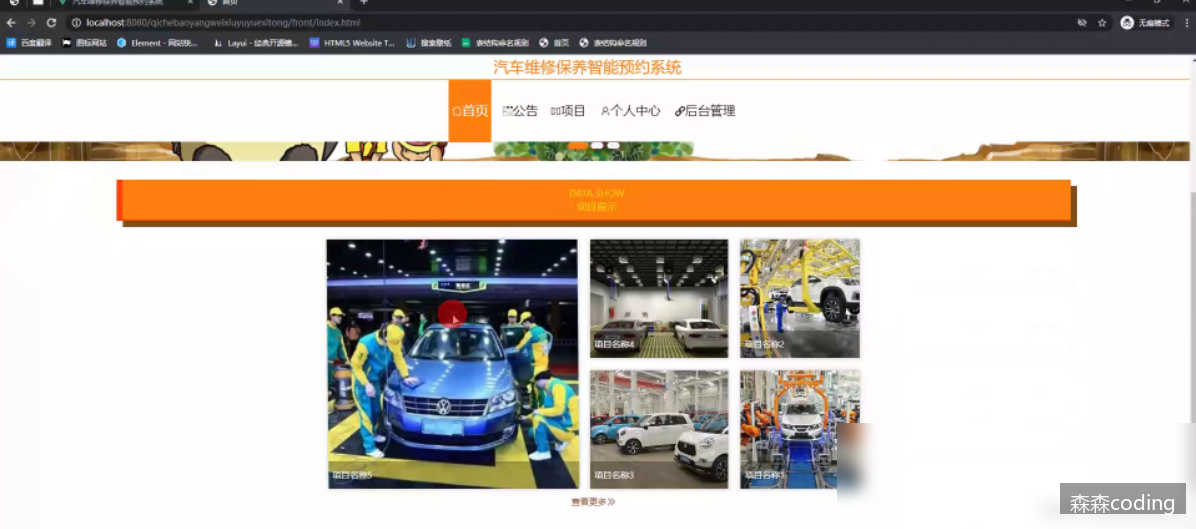 汽车维修保养智能预约系统
首页
localhost:8080/qichebaoyangweixiuyuyuexitong/front/index.html
无痕模式
百度翻译 图标网站 Element - 网站快... Layui - 经典开源模... HTML5 Website T... 搜索壁纸 表结构命名规则 首页 表结构命名规则
汽车维修保养智能预约系统
首页 公告 项目 个人中心 后台管理
DATA SHOW
项目展示
项目名称4
项目名称2
项目名称5
项目名称3
项目名称1
查看更多
森森coding